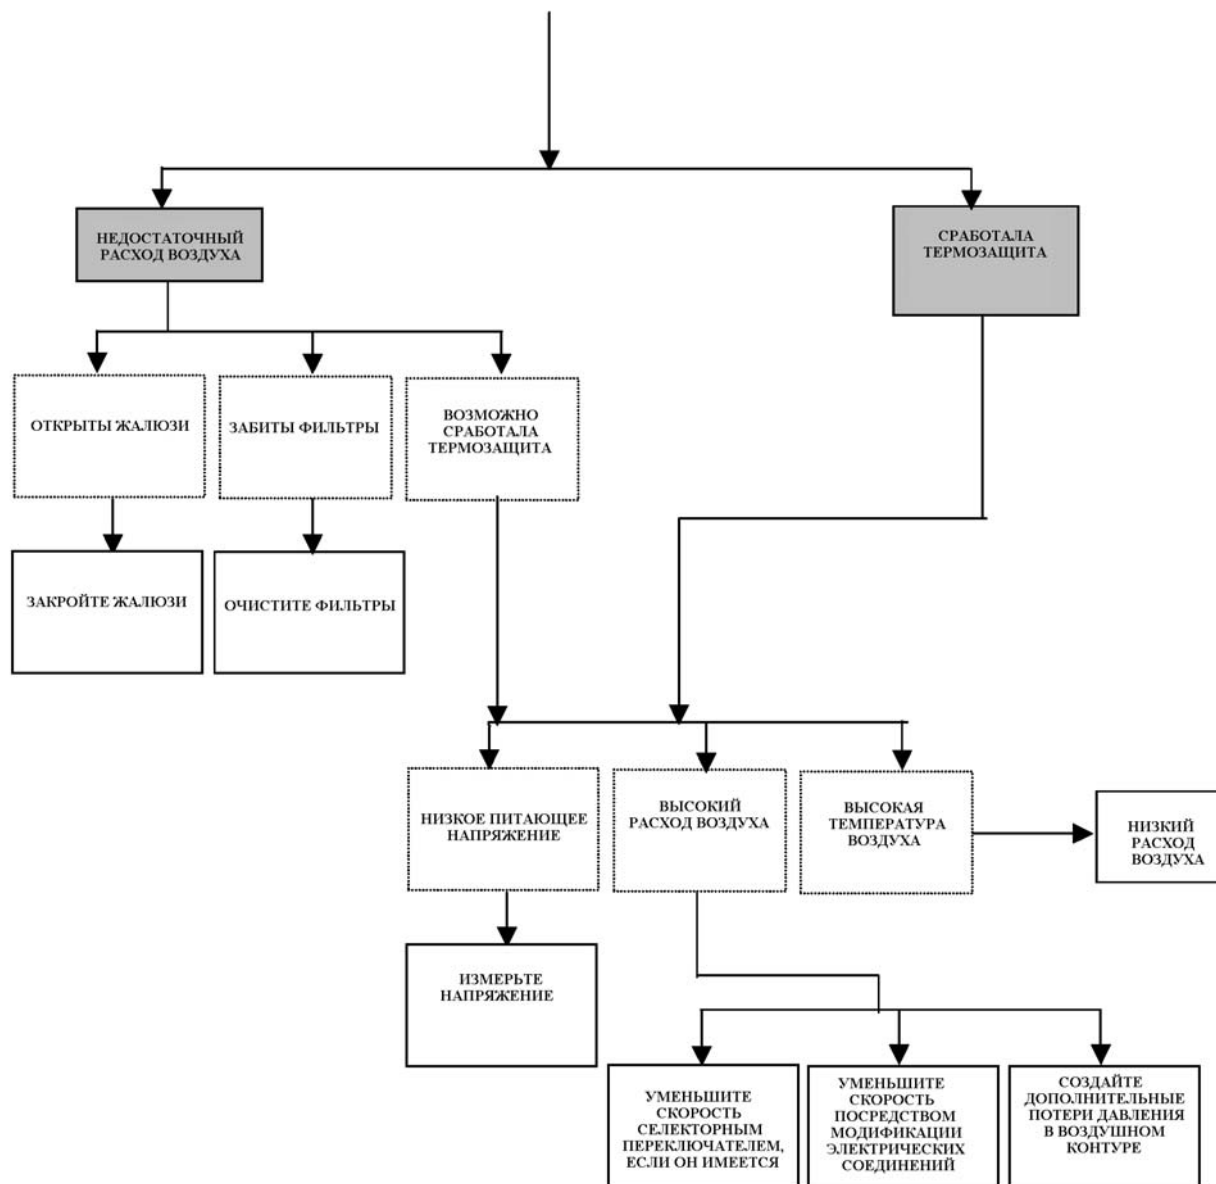 НЕДОСТАТОЧНЫЙ
РАСХОД ВОЗДУХА
СРАБОТАЛА
ТЕРМОЗАЩИТА
ОТКРЫТЫ ЖАЛЮЗИ
ЗАБИТЫ ФИЛЬТРЫ
ВОЗМОЖНО
СРАБОТАЛА
ТЕРМОЗАЩИТА
ЗАКРОЙТЕ ЖАЛЮЗИ
ОЧИСТИТЕ ФИЛЬТРЫ
НИЗКОЕ ПИТАЮЩЕЕ
НАПРЯЖЕНИЕ
ВЫСОКИЙ
РАСХОД ВОЗДУХА
ВЫСОКАЯ
ТЕМПЕРАТУРА
ВОЗДУХА
НИЗКИЙ
РАСХОД
ВОЗДУХА
ИЗМЕРЬТЕ
НАПРЯЖЕНИЕ
УМЕНЬШИТЕ
СКОРОСТЬ
СЕЛЕКТОРНЫМ
ПЕРЕКЛЮЧАТЕЛЕМ,
ЕСЛИ ОН ИМЕЕТСЯ
УМЕНЬШИТЕ
СКОРОСТЬ
ПОСРЕДСТВОМ
МОДИФИКАЦИИ
ЭЛЕКТРИЧЕСКИХ
СОЕДИНЕНИЙ
СОЗДАЙТЕ
ДОПОЛНИТЕЛЬНЫЕ
ПОТЕРИ ДАВЛЕНИЯ
В ВОЗДУШНОМ
КОНТУРЕ